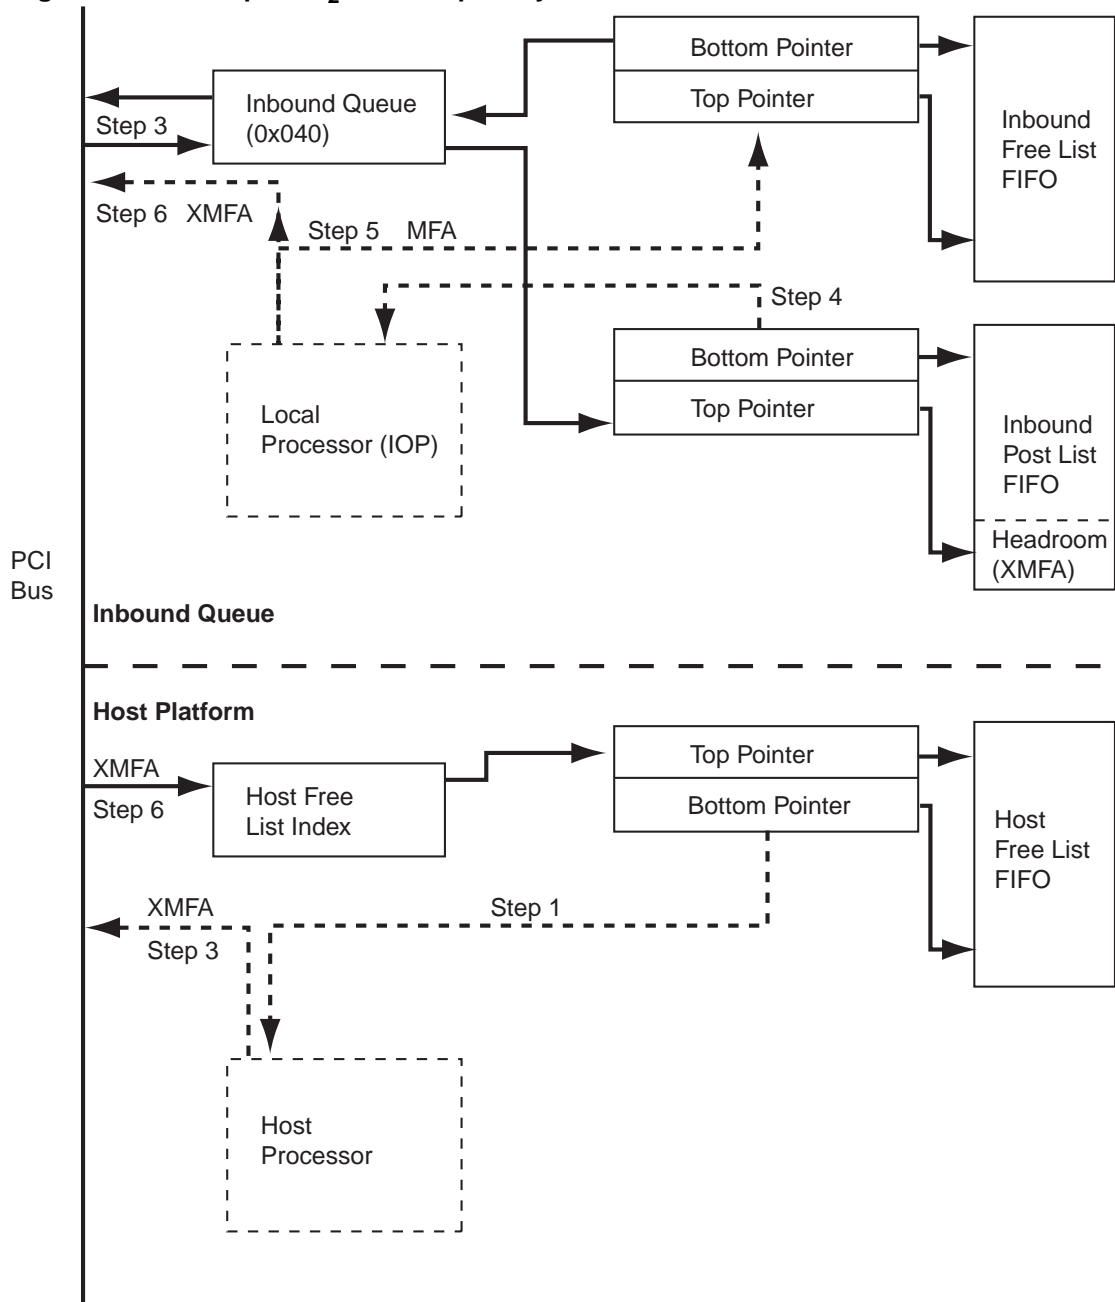 Bottom Pointer
Top Pointer
Inbound
Free List
FIFO
Inbound Queue
(0x040)
Step 3
Step 6 XMFA
Step 5 MFA
Step 4
Bottom Pointer
Top Pointer
Inbound
Post List
FIFO
Headroom
(XMFA)
Local
Processor (IOP)
PCI
Bus
Inbound Queue
Host Platform
XMFA
Step 6
Host Free
List Index
Top Pointer
Bottom Pointer
Host
Free List
FIFO
XMFA
Step 3
Step 1
Host
Processor